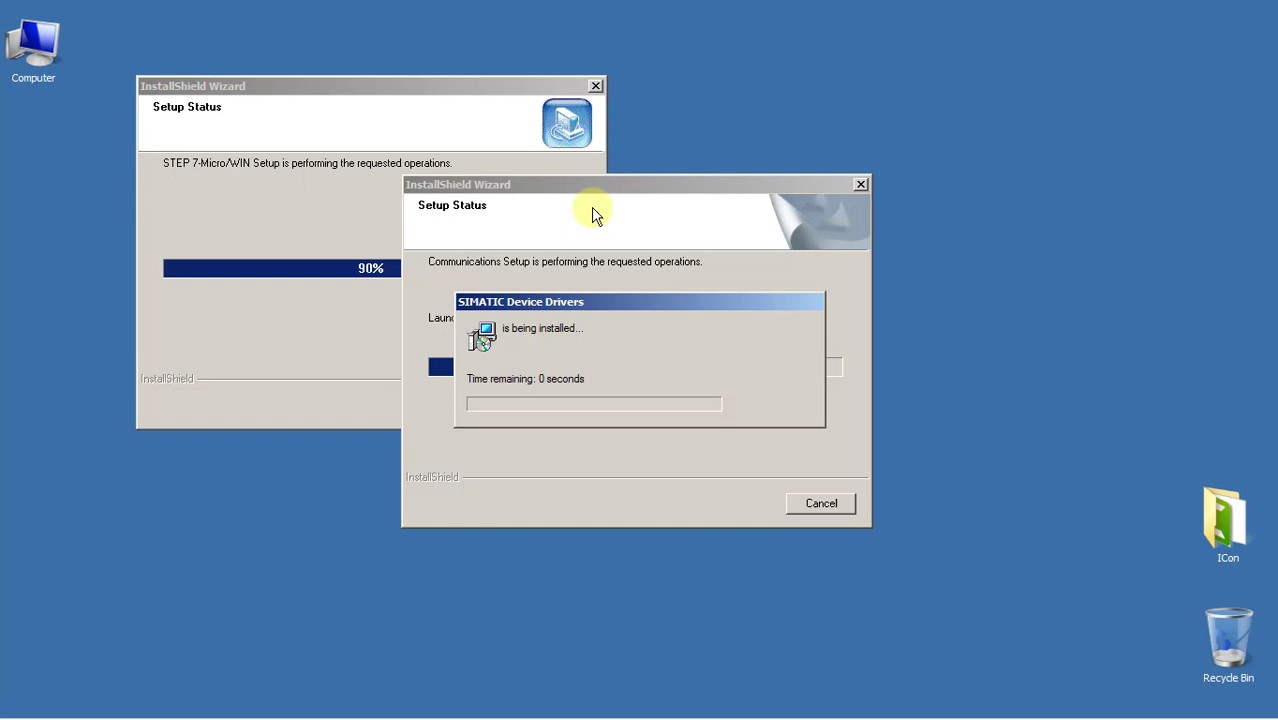 Computer
InstallShield Wizard
Setup Status
STEP 7-Micro/WIN Setup is performing the requested operations.
90%
InstallShield
InstallShield Wizard
Setup Status
Communications Setup is performing the requested operations.
SIMATIC Device Drivers
is being installed...
Time remaining: 0 seconds
InstallShield
Cancel
ICon
Recycle Bin